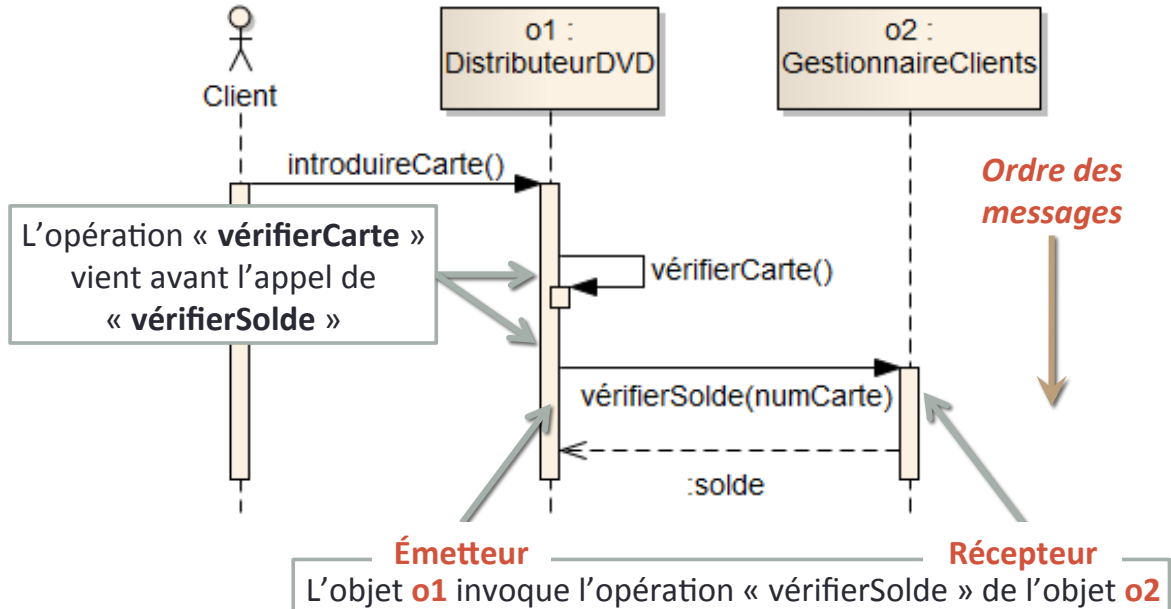 Client
o1 :
DistributeurDVD
o2 :
GestionnaireClients
introduireCarte()
Ordre des
messages
L'opération « vérifierCarte »
vient avant l'appel de
« vérifierSolde »
vérifierCarte()
vérifierSolde(numCarte)
:solde
Émetteur
Récepteur
L'objet o1 invoque l'opération « vérifierSolde » de l'objet o2